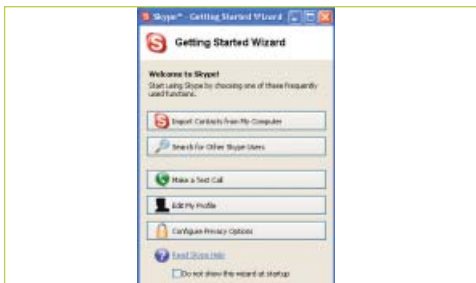 Skype™ - Getting Started Wizard
Getting Started Wizard
Welcome to Skype!
Start using Skype by choosing one of these frequently
used functions.
Import Contacts from My Computer
Search for Other Skype Users
Make a Test Call
Edit My Profile
Configure Privacy Options
Read Skype Help
Do not show this wizard at startup